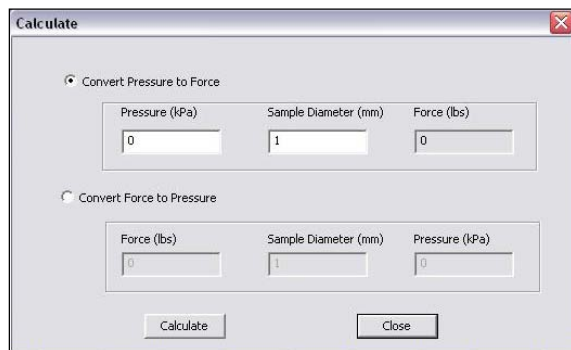 Calculate
Convert Pressure to Force
Pressure (kPa) Sample Diameter (mm) Force (lbs)
0 1 0
Convert Force to Pressure
Force (lbs) Sample Diameter (mm) Pressure (kPa)
0 1 0
Calculate Close